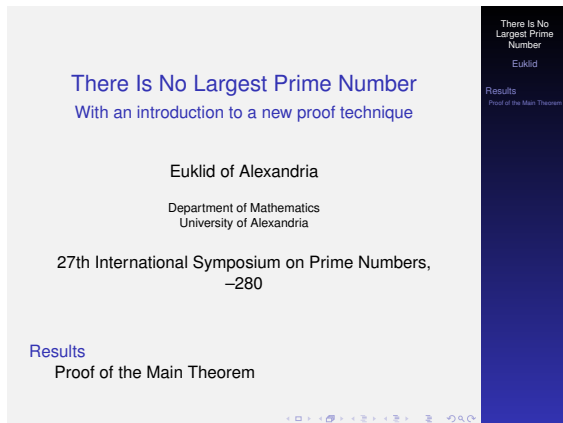 There Is No Largest Prime Number
With an introduction to a new proof technique
Euklid of Alexandria
Department of Mathematics
University of Alexandria
27th International Symposium on Prime Numbers,
–280
Results
Proof of the Main Theorem
There Is No
Largest Prime
Number
Euklid
Results
Proof of the Main Theorem